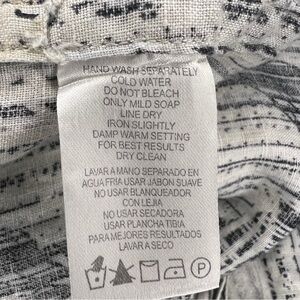 HAND WASH SEPARATELY
COLD WATER
DO NOT BLEACH
ONLY MILD SOAP
LINE DRY
IRON SLIGHTLY
DAMP WARM SETTING
FOR BEST RESULTS
DRY CLEAN
LAVAR A MANO SEPARADO EN
AGUA FRIA USAR JABON SUAVE
NO USAR BLANQUEADOR
CON LEJIA
NO USAR SECADORA
USAR PLANCHA TIBIA
PARA MEJORES RESULTADOS
LAVAR A SECO
P